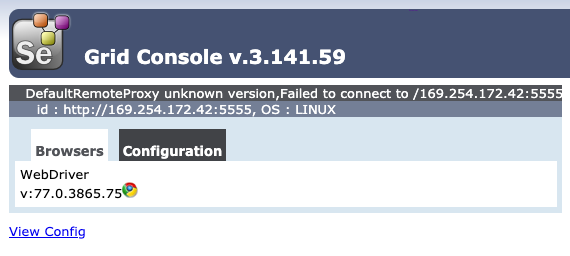 Se
Grid Console v.3.141.59
DefaultRemoteProxy unknown version,Failed to connect to /169.254.172.42:5555
id : http://169.254.172.42:5555, OS : LINUX
Browsers Configuration
WebDriver
v:77.0.3865.75
View Config